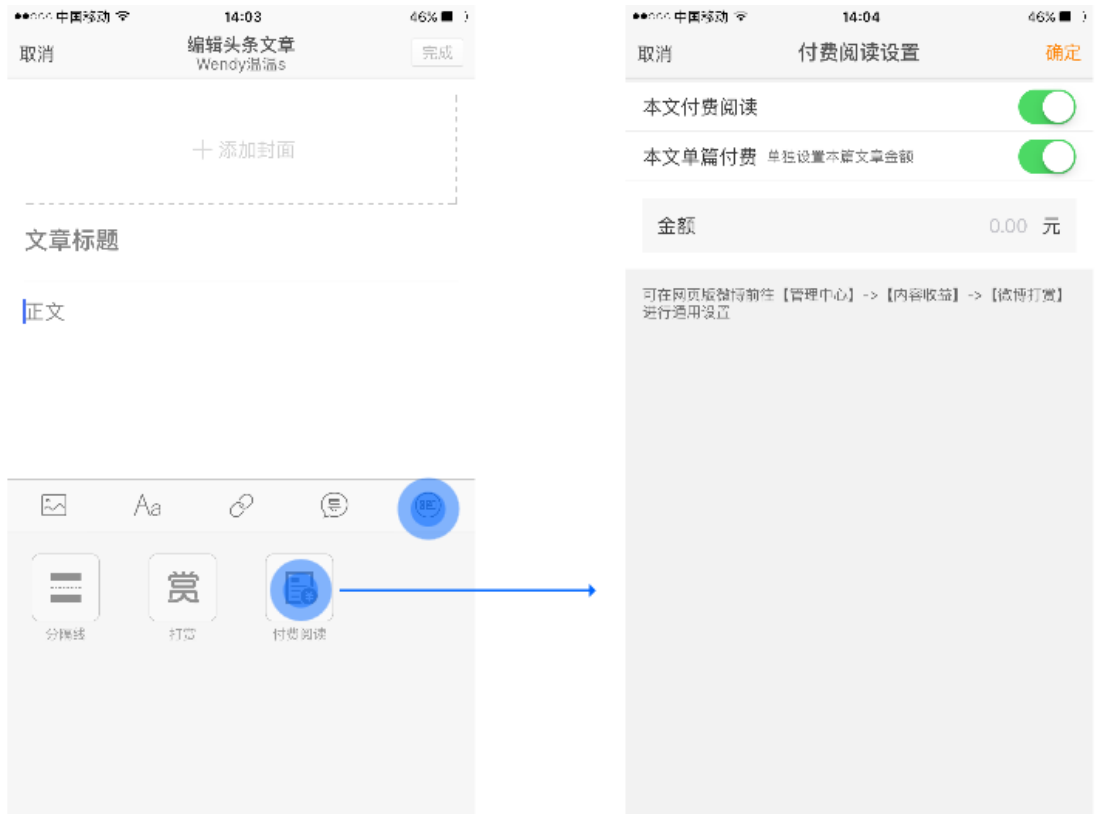 中国移动
14:03
46%
取消
编辑头条文章
Wendy温温s
完成
添加封面
文章标题
正文
Aa
分隔线
赏
打赏
付费阅读
中国移动
14:04
46%
取消
付费阅读设置
确定
本文付费阅读
本文单篇付费 单独设置本篇文章金额
金额
0.00 元
可在网页版微博前往【管理中心】->【内容收益】->【微博打赏】
进行通用设置